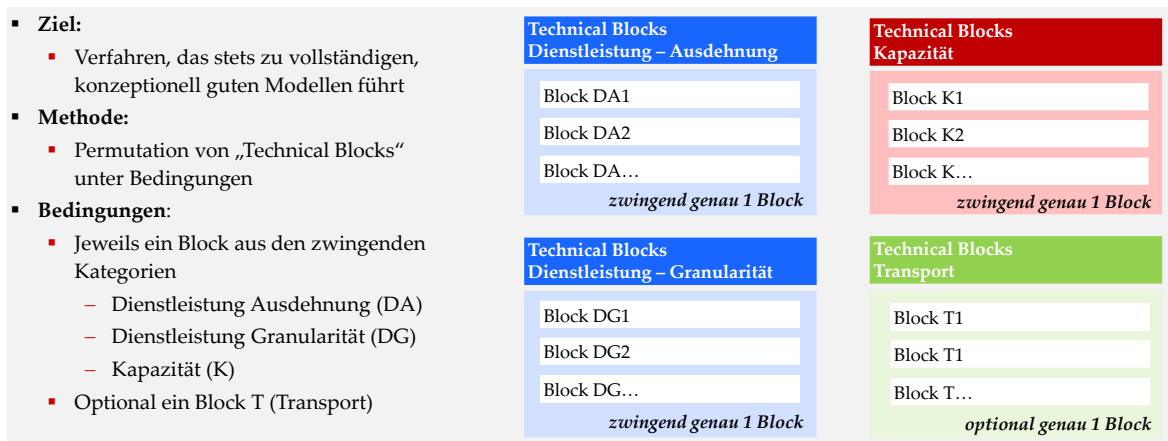 Ziel:
Verfahren, das stets zu vollständigen,
konzeptionell guten Modellen führt
Methode:
Permutation von „Technical Blocks“
unter Bedingungen
Bedingungen:
Jeweils ein Block aus den zwingenden
Kategorien
– Dienstleistung Ausdehnung (DA)
– Dienstleistung Granularität (DG)
– Kapazität (K)
Optional ein Block T (Transport)
Technical Blocks
Dienstleistung – Ausdehnung
Block DA1
Block DA2
Block DA…
zwingend genau 1 Block
Technical Blocks
Kapazität
Block K1
Block K2
Block K…
zwingend genau 1 Block
Technical Blocks
Dienstleistung – Granularität
Block DG1
Block DG2
Block DG…
zwingend genau 1 Block
Technical Blocks
Transport
Block T1
Block T1
Block T…
optional genau 1 Block